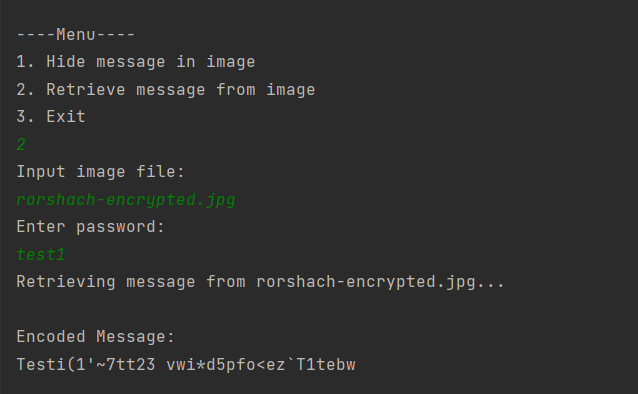 ----Menu----
1. Hide message in image
2. Retrieve message from image
3. Exit
2
Input image file:
rorshach-encrypted.jpg
Enter password:
test1
Retrieving message from rorshach-encrypted.jpg...
Encoded Message:
Testi(1'~7tt23 vwi*d5pfo<ez`T1tebw